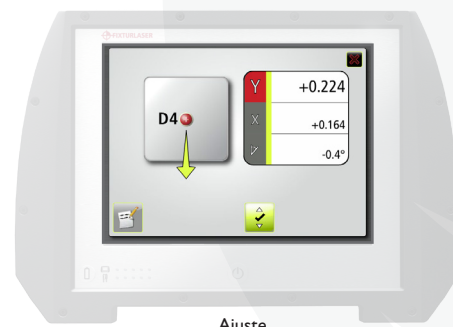 FIXTURLASER
Y +0.224
D4
X +0.164
-0.4°
Ajuste